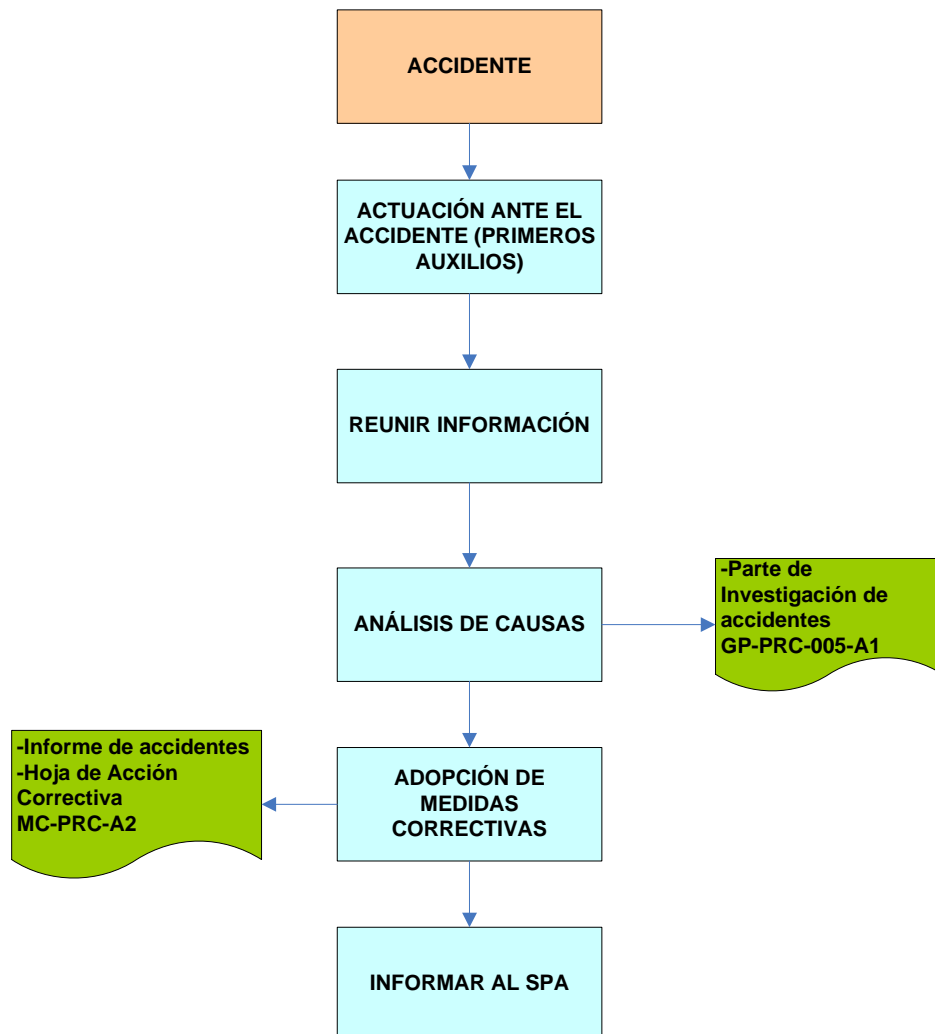 ACCIDENTE
ACTUACIÓN ANTE EL
ACCIDENTE (PRIMEROS
AUXILIOS)
REUNIR INFORMACIÓN
ANÁLISIS DE CAUSAS
-Parte de
Investigación de
accidentes
GP-PRC-005-A1
-Informe de accidentes
-Hoja de Acción
Correctiva
MC-PRC-A2
ADOPCIÓN DE
MEDIDAS
CORRECTIVAS
INFORMAR AL SPA